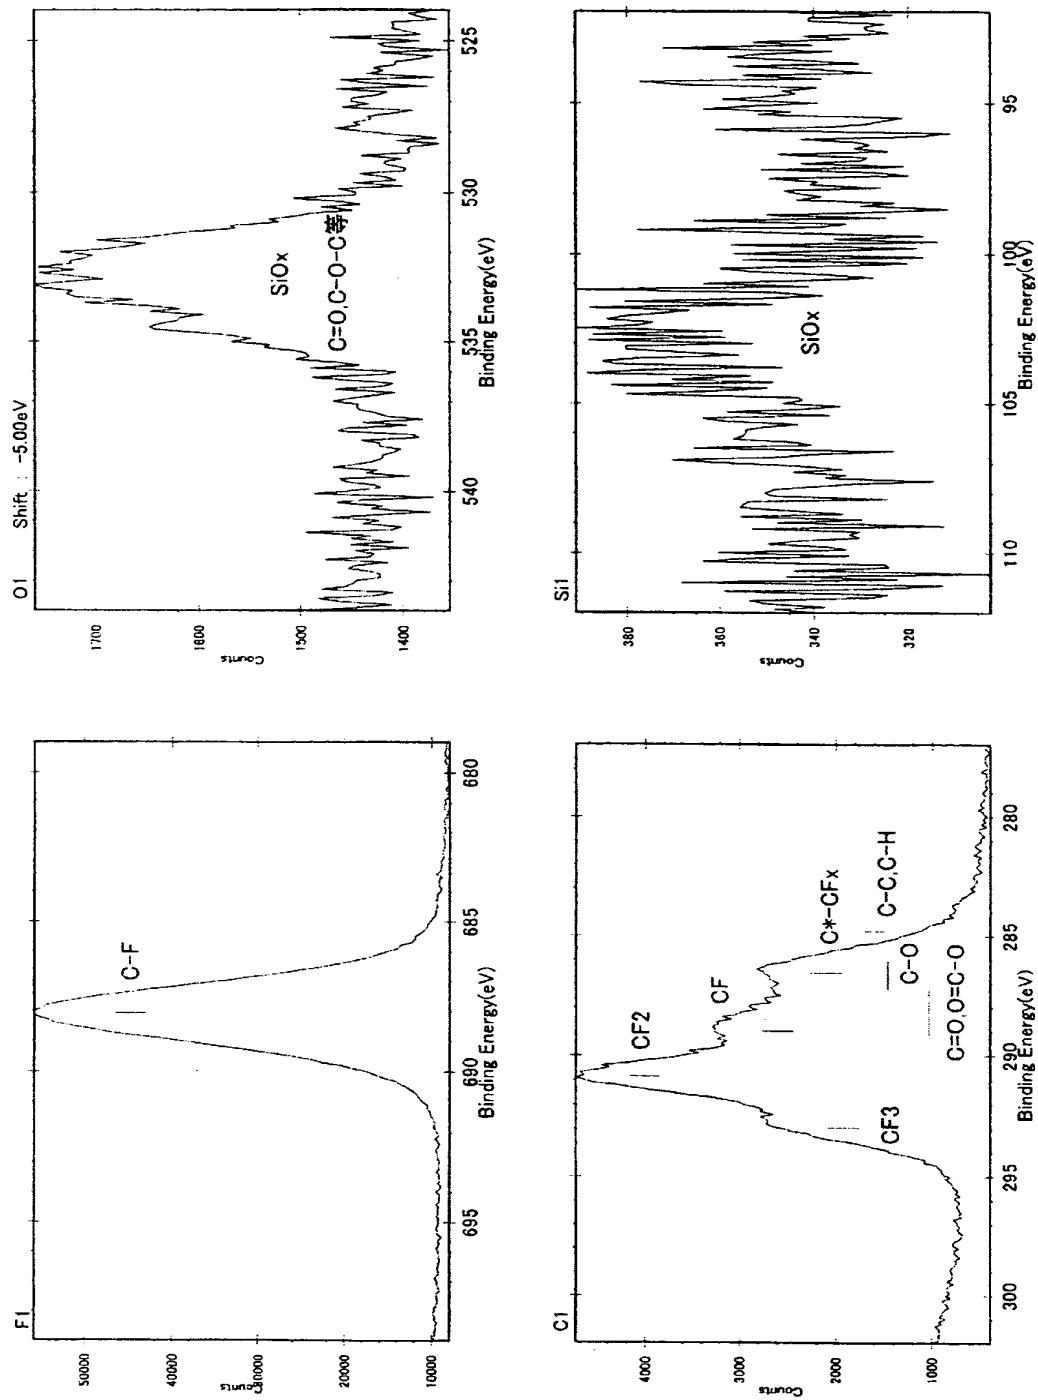 F1
50000
40000
30000
20000
10000
Counts
C-F
695
690
685
680
Binding Energy(eV)
O1 Shift : -5.00eV
1700
1600
1500
1400
Counts
SiOx
C=O,C-O-C等
540
535
530
525
Binding Energy(eV)
C1
4000
3000
2000
1000
Counts
CF2
CF
CF3
C*-CFx
C-C,C-H
C-O
C=O,O=C-O
300
295
290
285
280
Binding Energy(eV)
Si1
380
360
340
320
Counts
SiOx
110
105
100
95
Binding Energy(eV)